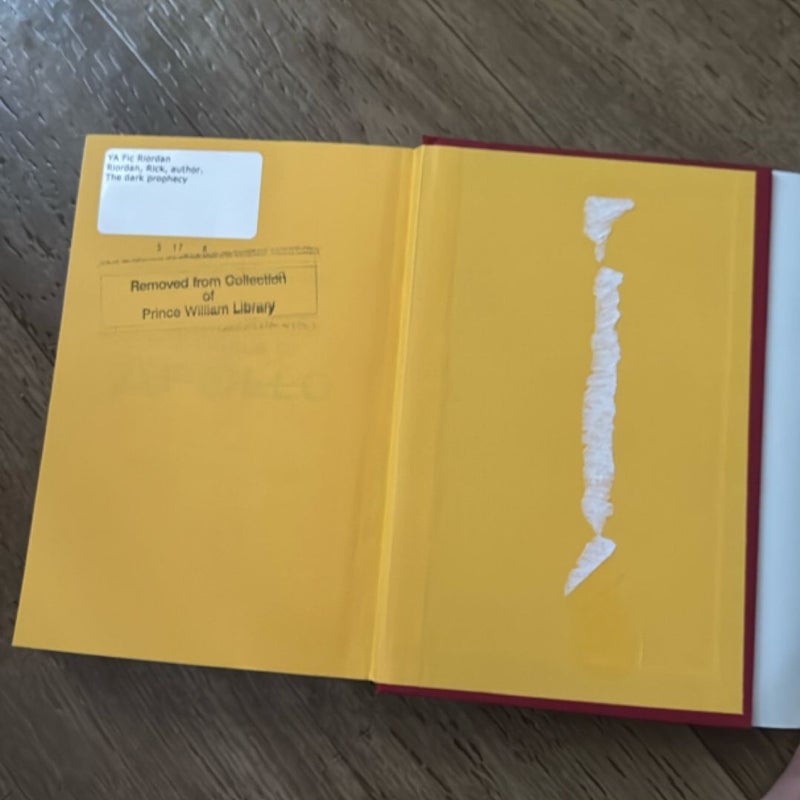 YA Fic Riordan
Riordan, Rick, author.
The dark prophecy
Removed from Collection
of
Prince William Library